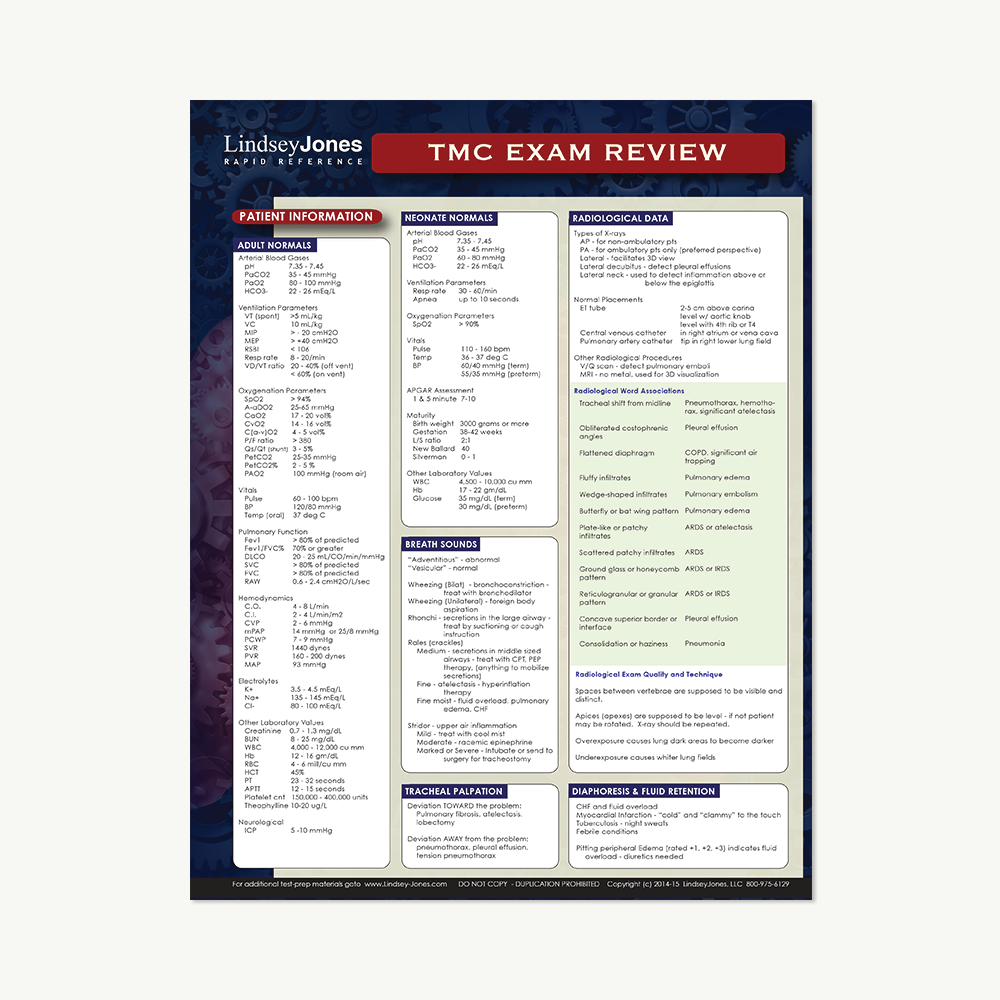 LindseyJones
RAPID REFERENCE
TMC EXAM REVIEW
PATIENT INFORMATION
ADULT NORMALS
Arterial Blood Gases
pH 7.35 - 7.45
PaCO2 35 - 45 mmHg
PaO2 80 - 100 mmHg
HCO3- 22 - 26 mEq/L
Ventilation Parameters
VT (spont) >5 mL/kg
VC 10 mL/kg
MIP > - 20 cmH2O
MEP > +40 cmH2O
RSBI < 106
Resp rate 8 - 20/min
VD/VT ratio 20 - 40% (off vent)
< 60% (on vent)
Oxygenation Parameters
SpO2 > 94%
A-aDO2 25-65 mmHg
CaO2 17 - 20 vol%
CvO2 14 - 16 vol%
C(a-v)O2 4 - 5 vol%
P/F ratio > 380
Qs/Qt (shunt) 3 - 5%
PetCO2 25-35 mmHg
PetCO2% 2 - 5 %
PAO2 100 mmHg (room air)
Vitals
Pulse 60 - 100 bpm
BP 120/80 mmHg
Temp (oral) 37 deg C
Pulmonary Function
Fev1 > 80% of predicted
Fev1/FVC% 70% or greater
DLCO 20 - 25 mL/CO/min/mmHg
SVC > 80% of predicted
FVC > 80% of predicted
RAW 0.6 - 2.4 cmH2O/L/sec
Hemodynamics
C.O. 4 - 8 L/min
C.I. 2 - 4 L/min/m2
CVP 2 - 6 mmHg
mPAP 14 mmHg or 25/8 mmHg
PCWP 7 - 9 mmHg
SVR 1440 dynes
PVR 160 - 200 dynes
MAP 93 mmHg
Electrolytes
K+ 3.5 - 4.5 mEq/L
Na+ 135 - 145 mEq/L
Cl- 80 - 100 mEq/L
Other Laboratory Values
Creatinine 0.7 - 1.3 mg/dL
BUN 8 - 25 mg/dL
WBC 4,000 - 12,000 cu mm
Hb 12 - 16 gm/dL
RBC 4 - 6 mill/cu mm
HCT 45%
PT 23 - 32 seconds
APTT 12 - 15 seconds
Platelet cnt 150,000 - 400,000 units
Theophylline 10-20 ug/L
Neurological
ICP 5 -10 mmHg
NEONATE NORMALS
Arterial Blood Gases
pH 7.35 - 7.45
PaCO2 35 - 45 mmHg
PaO2 60 - 80 mmHg
HCO3- 22 - 26 mEq/L
Ventilation Parameters
Resp rate 30 - 60/min
Apnea up to 10 seconds
Oxygenation Parameters
SpO2 > 90%
Vitals
Pulse 110 - 160 bpm
Temp 36 - 37 deg C
BP 60/40 mmHg (term)
55/35 mmHg (preterm)
APGAR Assessment
1 & 5 minute 7-10
Maturity
Birth weight 3000 grams or more
Gestation 38-42 weeks
L/S ratio 2:1
New Ballard 40
Silverman 0 - 1
Other Laboratory Values
WBC 4,500 - 10,000 cu mm
Hb 17 - 22 gm/dL
Glucose 35 mg/dL (term)
30 mg/dL (preterm)
BREATH SOUNDS
"Adventitious" - abnormal
"Vesicular" - normal
Wheezing (Bilat) - bronchoconstriction -
treat with bronchodilator
Wheezing (Unilateral) - foreign body
aspiration
Rhonchi - secretions in the large airway -
treat by suctioning or cough
instruction
Rales (crackles)
Medium - secretions in middle sized
airways - treat with CPT, PEP
therapy, (anything to mobilize
secretions)
Fine - atelectasis - hyperinflation
therapy
Fine moist - fluid overload, pulmonary
edema, CHF
Stridor - upper air inflammation
Mild - treat with cool mist
Moderate - racemic epinephrine
Marked or Severe - Intubate or send to
surgery for tracheostomy
TRACHEAL PALPATION
Deviation TOWARD the problem:
Pulmonary fibrosis, atelectasis,
lobectomy
Deviation AWAY from the problem:
pneumothorax, pleural effusion,
tension pneumothorax
RADIOLOGICAL DATA
Types of X-rays
AP - for non-ambulatory pts
PA - for ambulatory pts only (preferred perspective)
Lateral - facilitates 3D view
Lateral decubitus - detect pleural effusions
Lateral neck - used to detect inflammation above or
below the epiglottis
Normal Placements
ET tube 2-5 cm above carina
level w/ aortic knob
level with 4th rib or T4
Central venous catheter in right atrium or vena cava
Pulmonary artery catheter tip in right lower lung field
Other Radiological Procedures
V/Q scan - detect pulmonary emboli
MRI - no metal, used for 3D visualization
Radiological Word Associations
Tracheal shift from midline Pneumothorax, hemotho-
rax, significant atelectasis
Obliterated costophrenic Pleural effusion
angles
Flattened diaphragm COPD, significant air
trapping
Fluffy infiltrates Pulmonary edema
Wedge-shaped infiltrates Pulmonary embolism
Butterfly or bat wing pattern Pulmonary edema
Plate-like or patchy ARDS or atelectasis
infiltrates
Scattered patchy infiltrates ARDS
Ground glass or honeycomb ARDS or IRDS
pattern
Reticulogranular or granular ARDS or IRDS
pattern
Concave superior border or Pleural effusion
interface
Consolidation or haziness Pneumonia
Radiological Exam Quality and Technique
Spaces between vertebrae are supposed to be visible and
distinct.
Apices (apexes) are supposed to be level - if not patient
may be rotated. X-ray should be repeated.
Overexposure causes lung dark areas to become darker
Underexposure causes whiter lung fields
DIAPHORESIS & FLUID RETENTION
CHF and fluid overload
Myocardial Infarction - "cold" and "clammy" to the touch
Tuberculosis - night sweats
Febrile conditions
Pitting peripheral Edema (rated +1, +2, +3) indicates fluid
overload - diuretics needed
For additional test-prep materials goto www.Lindsey-Jones.com DO NOT COPY - DUPLICATION PROHIBITED Copyright (c) 2014-15 LindseyJones, LLC 800-975-6129